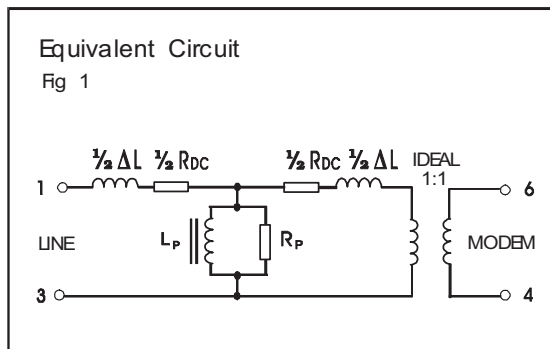 Equivalent Circuit
Fig 1
½ ΔL ½ RDC ½ RDC ½ ΔL IDEAL
1:1
1 6
LINE LP RP MODEM
3 4